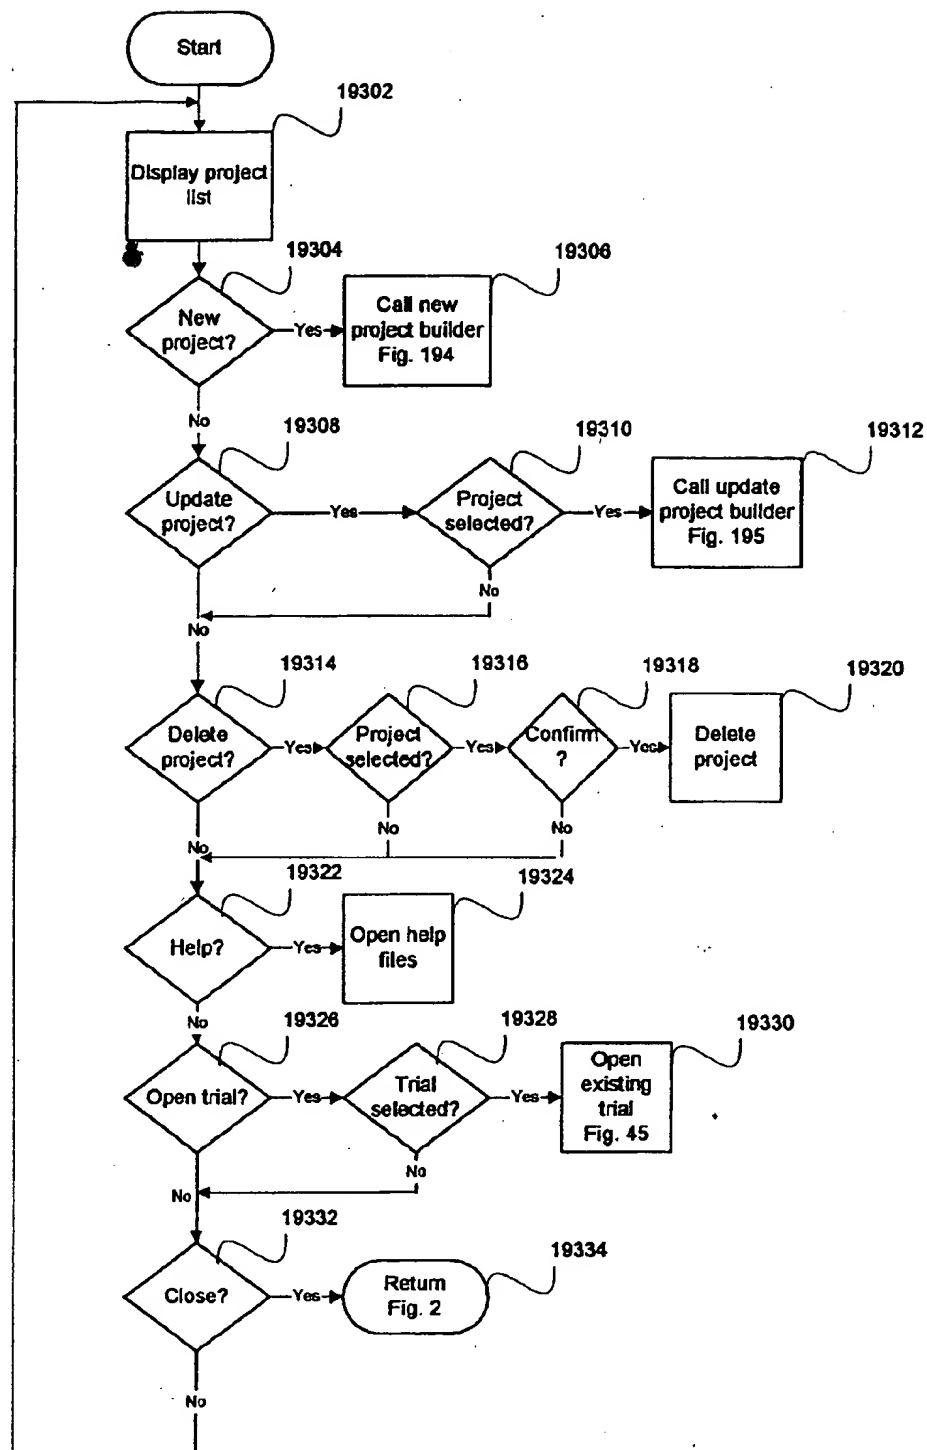 Start
19302
Display project
list
19304
19306
New
project?
Yes
Call new
project builder
Fig. 194
No
19308
19310
19312
Update
project?
Yes
Project
selected?
Yes
Call update
project builder
Fig. 195
No
No
19314
19316
19318
19320
Delete
project?
Yes
Project
selected?
Yes
Confirm
?
Yes
Delete
project
No
No
No
19322
19324
Help?
Yes
Open help
files
No
19326
19328
19330
Open trial?
Yes
Trial
selected?
Yes
Open
existing
trial
Fig. 45
No
No
19332
19334
Close?
Yes
Return
Fig. 2
No